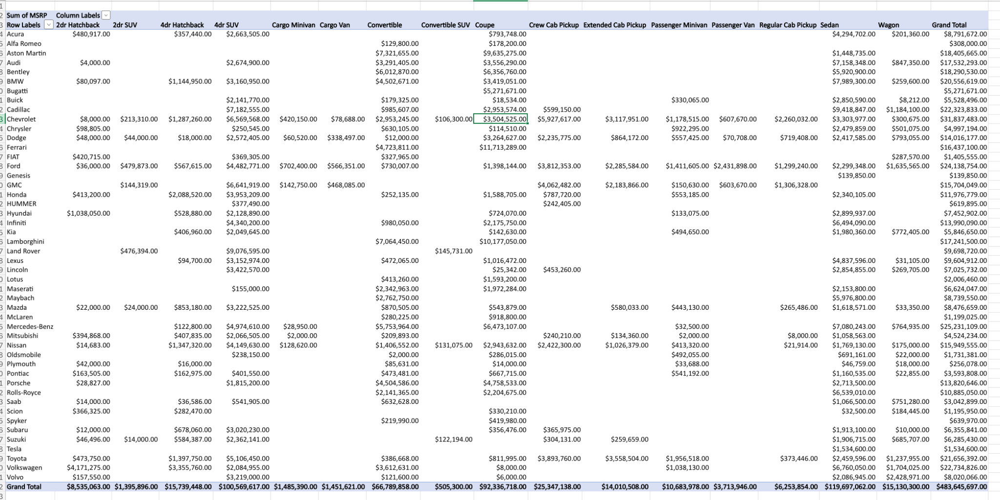 1
2 Sum of MSRP Column Labels
3 Row Labels 2dr Hatchback 2dr SUV 4dr Hatchback 4dr SUV Cargo Minivan Cargo Van Convertible Convertible SUV Coupe Crew Cab Pickup Extended Cab Pickup Passenger Minivan Passenger Van Regular Cab Pickup Sedan Wagon Grand Total
4 Acura $480,917.00 $357,440.00 $2,663,505.00 $793,748.00 $4,294,702.00 $201,360.00 $8,791,672.00
5 Alfa Romeo $129,800.00 $178,200.00 $308,000.00
6 Aston Martin $7,321,655.00 $9,635,275.00 $1,448,735.00 $18,405,665.00
7 Audi $4,000.00 $2,674,900.00 $3,291,405.00 $3,556,290.00 $7,158,348.00 $847,350.00 $17,532,293.00
8 Bentley $6,012,870.00 $6,356,760.00 $5,920,900.00 $18,290,530.00
9 BMW $80,097.00 $1,144,950.00 $3,160,950.00 $4,502,671.00 $3,419,051.00 $7,989,300.00 $259,600.00 $20,556,619.00
0 Bugatti $5,271,671.00 $5,271,671.00
1 Buick $2,141,770.00 $179,325.00 $18,534.00 $330,065.00 $2,850,590.00 $8,212.00 $5,528,496.00
2 Cadillac $7,182,555.00 $985,607.00 $2,953,574.00 $599,150.00 $9,418,847.00 $1,184,100.00 $22,323,833.00
3 Chevrolet $8,000.00 $213,310.00 $1,287,260.00 $6,569,568.00 $420,150.00 $78,688.00 $2,953,245.00 $106,300.00 $3,504,525.00 $5,927,617.00 $3,117,951.00 $1,178,515.00 $607,670.00 $2,260,032.00 $3,303,977.00 $300,675.00 $31,837,483.00
4 Chrysler $98,805.00 $250,545.00 $630,105.00 $114,510.00 $922,295.00 $2,479,859.00 $501,075.00 $4,997,194.00
5 Dodge $48,000.00 $44,000.00 $18,000.00 $2,572,405.00 $60,520.00 $338,497.00 $12,000.00 $3,264,627.00 $2,235,775.00 $864,172.00 $557,425.00 $70,708.00 $719,408.00 $2,417,585.00 $793,055.00 $14,016,177.00
6 Ferrari $4,723,811.00 $11,713,289.00 $16,437,100.00
7 FIAT $420,715.00 $369,305.00 $327,965.00 $287,570.00 $1,405,555.00
8 Ford $36,000.00 $479,873.00 $567,615.00 $4,482,771.00 $702,400.00 $566,351.00 $730,007.00 $1,398,144.00 $3,812,353.00 $2,285,584.00 $1,411,605.00 $2,431,898.00 $1,299,240.00 $2,299,348.00 $1,635,565.00 $24,138,754.00
9 Genesis $139,850.00 $139,850.00
0 GMC $144,319.00 $6,641,919.00 $142,750.00 $468,085.00 $4,062,482.00 $2,183,866.00 $150,630.00 $603,670.00 $1,306,328.00 $15,704,049.00
1 Honda $413,200.00 $2,088,520.00 $3,953,209.00 $252,135.00 $1,588,705.00 $787,720.00 $553,185.00 $2,340,105.00 $11,976,779.00
2 HUMMER $377,490.00 $242,405.00 $619,895.00
3 Hyundai $1,038,050.00 $528,880.00 $2,128,890.00 $724,070.00 $133,075.00 $2,899,937.00 $7,452,902.00
4 Infiniti $4,340,200.00 $980,050.00 $2,175,750.00 $6,494,090.00 $13,990,090.00
5 Kia $406,960.00 $2,049,645.00 $142,630.00 $494,650.00 $1,980,360.00 $772,405.00 $5,846,650.00
6 Lamborghini $7,064,450.00 $10,177,050.00 $17,241,500.00
7 Land Rover $476,394.00 $9,076,595.00 $145,731.00 $9,698,720.00
8 Lexus $94,700.00 $3,152,974.00 $472,065.00 $1,016,472.00 $4,837,596.00 $31,105.00 $9,604,912.00
9 Lincoln $3,422,570.00 $25,342.00 $453,260.00 $2,854,855.00 $269,705.00 $7,025,732.00
0 Lotus $413,260.00 $1,593,200.00 $2,006,460.00
1 Maserati $155,000.00 $2,342,963.00 $1,972,284.00 $2,153,800.00 $6,624,047.00
2 Maybach $2,762,750.00 $5,976,800.00 $8,739,550.00
3 Mazda $22,000.00 $24,000.00 $853,180.00 $3,222,525.00 $870,505.00 $543,879.00 $580,033.00 $443,130.00 $265,486.00 $1,618,571.00 $33,350.00 $8,476,659.00
4 McLaren $280,225.00 $918,800.00 $1,199,025.00
5 Mercedes-Benz $122,800.00 $4,974,610.00 $28,950.00 $5,753,964.00 $6,473,107.00 $32,500.00 $7,080,243.00 $764,935.00 $25,231,109.00
6 Mitsubishi $394,868.00 $407,835.00 $2,066,505.00 $2,000.00 $209,893.00 $240,210.00 $134,360.00 $2,000.00 $8,000.00 $1,058,563.00 $4,524,234.00
7 Nissan $14,683.00 $1,347,320.00 $4,149,630.00 $128,620.00 $1,406,552.00 $131,075.00 $2,943,632.00 $2,422,300.00 $1,026,379.00 $413,320.00 $21,914.00 $1,769,130.00 $175,000.00 $15,949,555.00
8 Oldsmobile $238,150.00 $2,000.00 $286,015.00 $492,055.00 $691,161.00 $22,000.00 $1,731,381.00
9 Plymouth $42,000.00 $16,000.00 $85,631.00 $14,000.00 $33,688.00 $46,759.00 $18,000.00 $256,078.00
0 Pontiac $163,505.00 $162,975.00 $401,550.00 $473,481.00 $667,715.00 $541,192.00 $1,160,535.00 $22,855.00 $3,593,808.00
1 Porsche $28,827.00 $1,815,200.00 $4,504,586.00 $4,758,533.00 $2,713,500.00 $13,820,646.00
2 Rolls-Royce $2,141,365.00 $2,204,675.00 $6,539,010.00 $10,885,050.00
3 Saab $14,000.00 $36,586.00 $541,905.00 $632,628.00 $1,066,500.00 $751,280.00 $3,042,899.00
4 Scion $366,325.00 $282,470.00 $330,210.00 $32,500.00 $184,445.00 $1,195,950.00
5 Spyker $219,990.00 $419,980.00 $639,970.00
6 Subaru $12,000.00 $678,060.00 $3,020,230.00 $356,476.00 $365,975.00 $1,913,100.00 $10,000.00 $6,355,841.00
7 Suzuki $46,496.00 $14,000.00 $584,387.00 $2,362,141.00 $122,194.00 $304,131.00 $259,659.00 $1,906,715.00 $685,707.00 $6,285,430.00
8 Tesla $1,534,600.00 $1,534,600.00
9 Toyota $473,750.00 $1,397,750.00 $5,106,450.00 $386,668.00 $811,995.00 $3,893,760.00 $3,558,504.00 $1,956,518.00 $373,446.00 $2,459,596.00 $1,237,955.00 $21,656,392.00
0 Volkswagen $4,171,275.00 $3,355,760.00 $2,084,955.00 $3,612,631.00 $8,000.00 $1,038,130.00 $6,760,050.00 $1,704,025.00 $22,734,826.00
1 Volvo $157,550.00 $3,219,000.00 $121,600.00 $6,000.00 $2,086,945.00 $2,428,971.00 $8,020,066.00
2 Grand Total $8,535,063.00 $1,395,896.00 $15,739,448.00 $100,569,617.00 $1,485,390.00 $1,451,621.00 $66,789,858.00 $505,300.00 $92,336,718.00 $25,347,138.00 $14,010,508.00 $10,683,978.00 $3,713,946.00 $6,253,854.00 $119,697,062.00 $15,130,300.00 $483,645,697.00
3